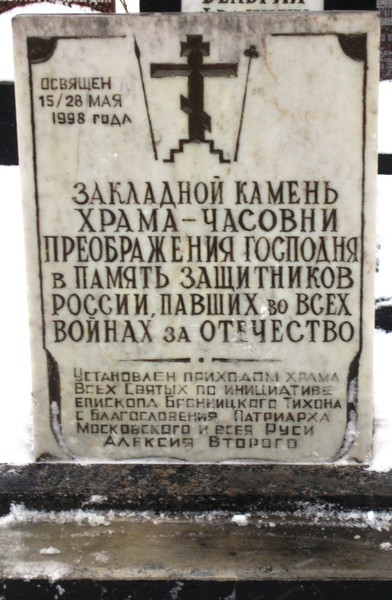 ОСВЯЩЕН
15/28 МАЯ
1998 ГОДА
ЗАКЛАДНОЙ КАМЕНЬ
ХРАМА-ЧАСОВНИ
ПРЕОБРАЖЕНИЯ ГОСПОДНЯ
В ПАМЯТЬ ЗАЩИТНИКОВ
РОССИИ, ПАВШИХ ВО ВСЕХ
ВОЙНАХ ЗА ОТЕЧЕСТВО
УСТАНОВЛЕН ПРИХОДОМ ХРАМА
ВСЕХ СВЯТЫХ ПО ИНИЦИАТИВЕ
ЕПИСКОПА БРОННИЦКОГО ТИХОНА
С БЛАГОСЛОВЕНИЯ ПАТРИАРХА
МОСКОВСКОГО И ВСЕЯ РУСИ
АЛЕКСИЯ ВТОРОГО